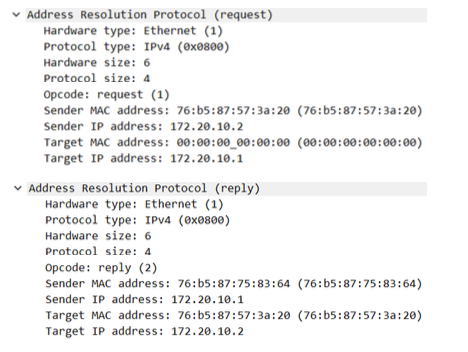 Address Resolution Protocol (request)
Hardware type: Ethernet (1)
Protocol type: IPv4 (0x0800)
Hardware size: 6
Protocol size: 4
Opcode: request (1)
Sender MAC address: 76:b5:87:57:3a:20 (76:b5:87:57:3a:20)
Sender IP address: 172.20.10.2
Target MAC address: 00:00:00_00:00:00 (00:00:00:00:00:00)
Target IP address: 172.20.10.1
Address Resolution Protocol (reply)
Hardware type: Ethernet (1)
Protocol type: IPv4 (0x0800)
Hardware size: 6
Protocol size: 4
Opcode: reply (2)
Sender MAC address: 76:b5:87:75:83:64 (76:b5:87:75:83:64)
Sender IP address: 172.20.10.1
Target MAC address: 76:b5:87:57:3a:20 (76:b5:87:57:3a:20)
Target IP address: 172.20.10.2